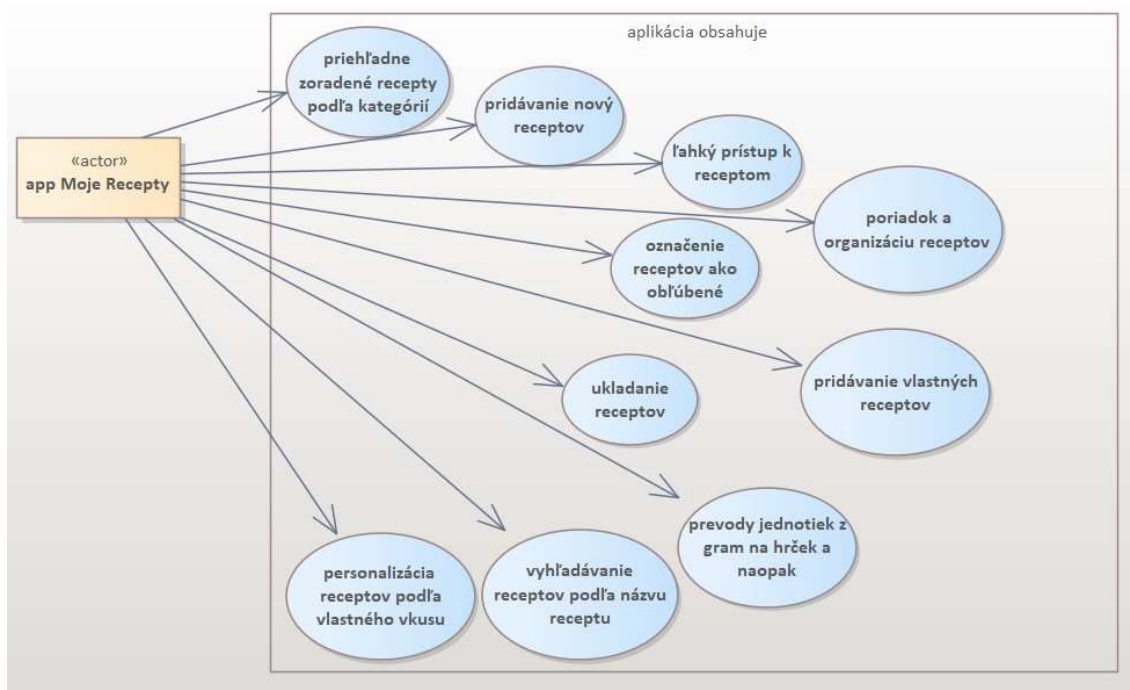 aplikácia obsahuje
priehľadne
zoradené recepty
podľa kategórií
pridávanie nový
receptov
«actor»
app Moje Recepty
ľahký prístup k
receptom
poriadok a
organizáciu receptov
označenie
receptov ako
obľúbené
ukladanie
receptov
pridávanie vlastných
receptov
prevody jednotiek z
gram na hrček a
naopak
personalizácia
receptov podľa
vlastného vkusu
vyhľadávanie
receptov podľa názvu
receptu